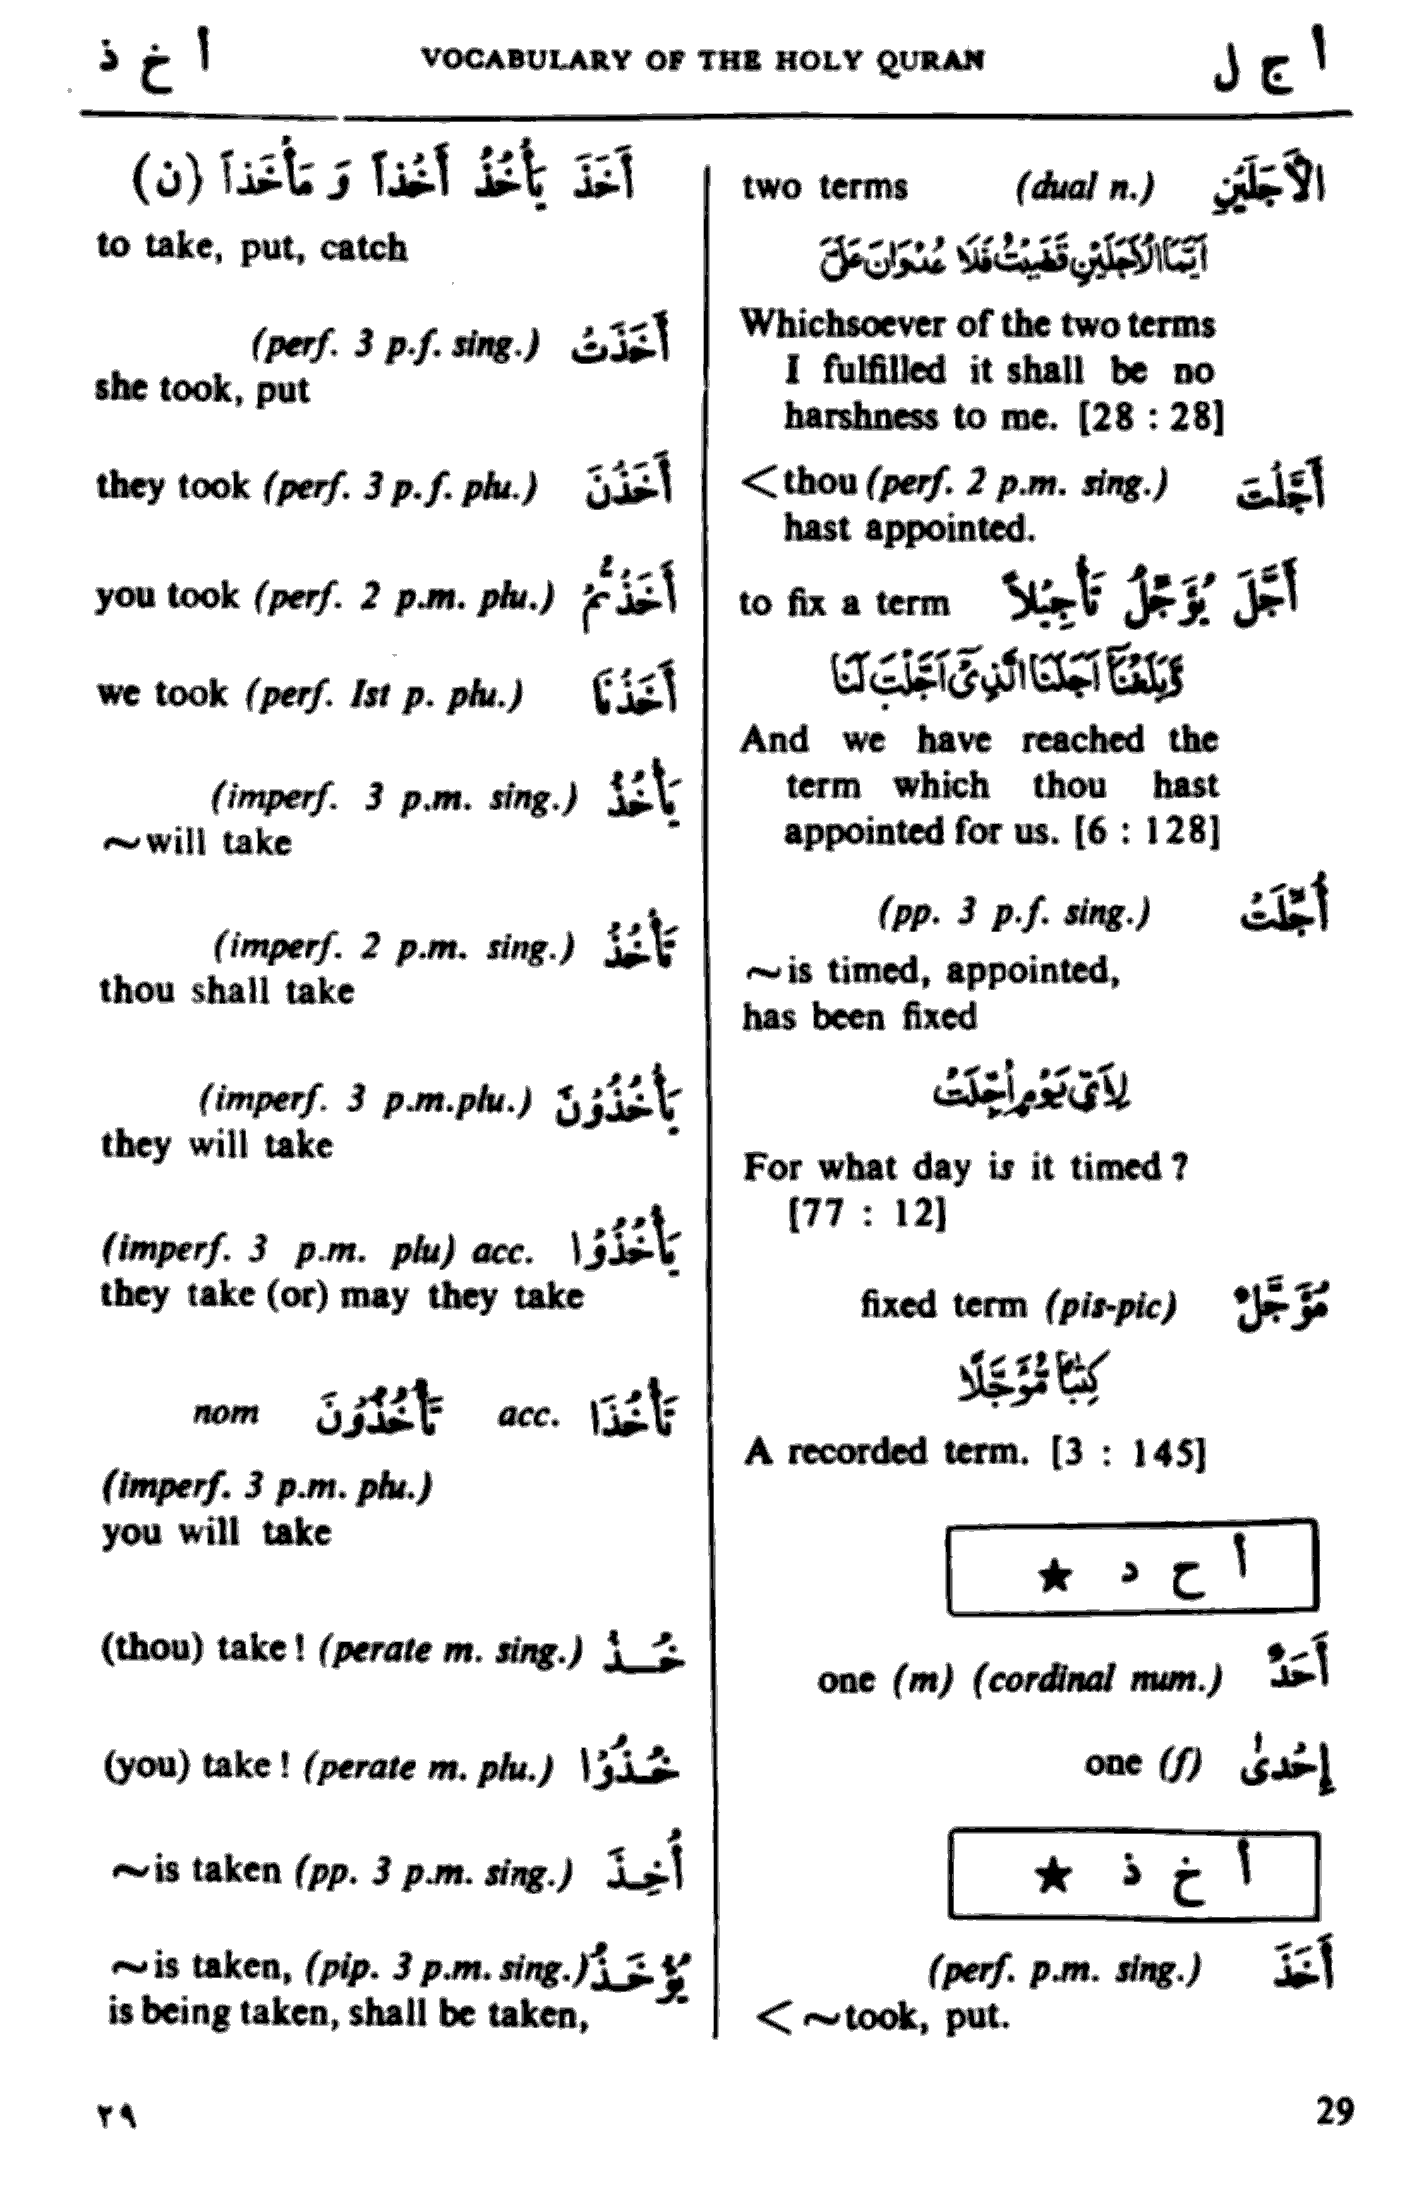 أ خ ذ VOCABULARY OF THE HOLY QURAN ا ج ل
two terms (dual n.) الْأَجَلَيْنِ
اَيَّمَا الْاَجَلَيْنِ قَضَيْتُ فَلَا عُدْوَانَ عَلَىَّ
Whichsoever of the two terms
I fulfilled it shall be no
harshness to me. [28 : 28]
< thou (perf. 2 p.m. sing.) أَجَّلْتَ
hast appointed.
to fix a term أَجَّلَ يُؤَجِّلُ تَأْجِيْلاً
وَّبَلَغْنَآ اَجَلَنَا الَّذِىٓ اَجَّلْتَ لَنَا
And we have reached the
term which thou hast
appointed for us. [6 : 128]
(pp. 3 p.f. sing.) أُجِّلَتْ
~is timed, appointed,
has been fixed
لِاَىِّ يَوْمٍ اُجِّلَتْ
For what day is it timed ?
[77 : 12]
fixed term (pis-pic) مُؤَجَّلٌ
كِتٰبًا مُّؤَجَّلًا
A recorded term. [3 : 145]
أ ح د ★
one (m) (cordinal num.) أَحَدٌ
one (f) إِحْدىٰ
أ خ ذ ★
(perf. p.m. sing.) أَخَذَ
< ~took, put.
أَخَذَ يَأْخُذُ أَخْذاً وَ مَأْخَذاً (ن)
to take, put, catch
(perf. 3 p.f. sing.) أَخَذَتْ
she took, put
they took (perf. 3 p.f. plu.) أَخَذْنَ
you took (perf. 2 p.m. plu.) أَخَذْتُمْ
we took (perf. Ist p. plu.) أَخَذْنَا
(imperf. 3 p.m. sing.) يَأْخُذُ
~will take
(imperf. 2 p.m. sing.) تَأْخُذُ
thou shall take
(imperf. 3 p.m.plu.) يَأْخُذُوْنَ
they will take
(imperf. 3 p.m. plu) acc. يَأْخُذُوْا
they take (or) may they take
nom تَأْخُذُوْنَ acc. تَأْخُذَا
(imperf. 3 p.m. plu.)
you will take
(thou) take ! (perate m. sing.) خُـذْ
(you) take ! (perate m. plu.) خُـذُوْا
~is taken (pp. 3 p.m. sing.) أُخِذَ
~is taken, (pip. 3 p.m. sing.) يُؤْخَـذُ
is being taken, shall be taken,
٢٩ 29